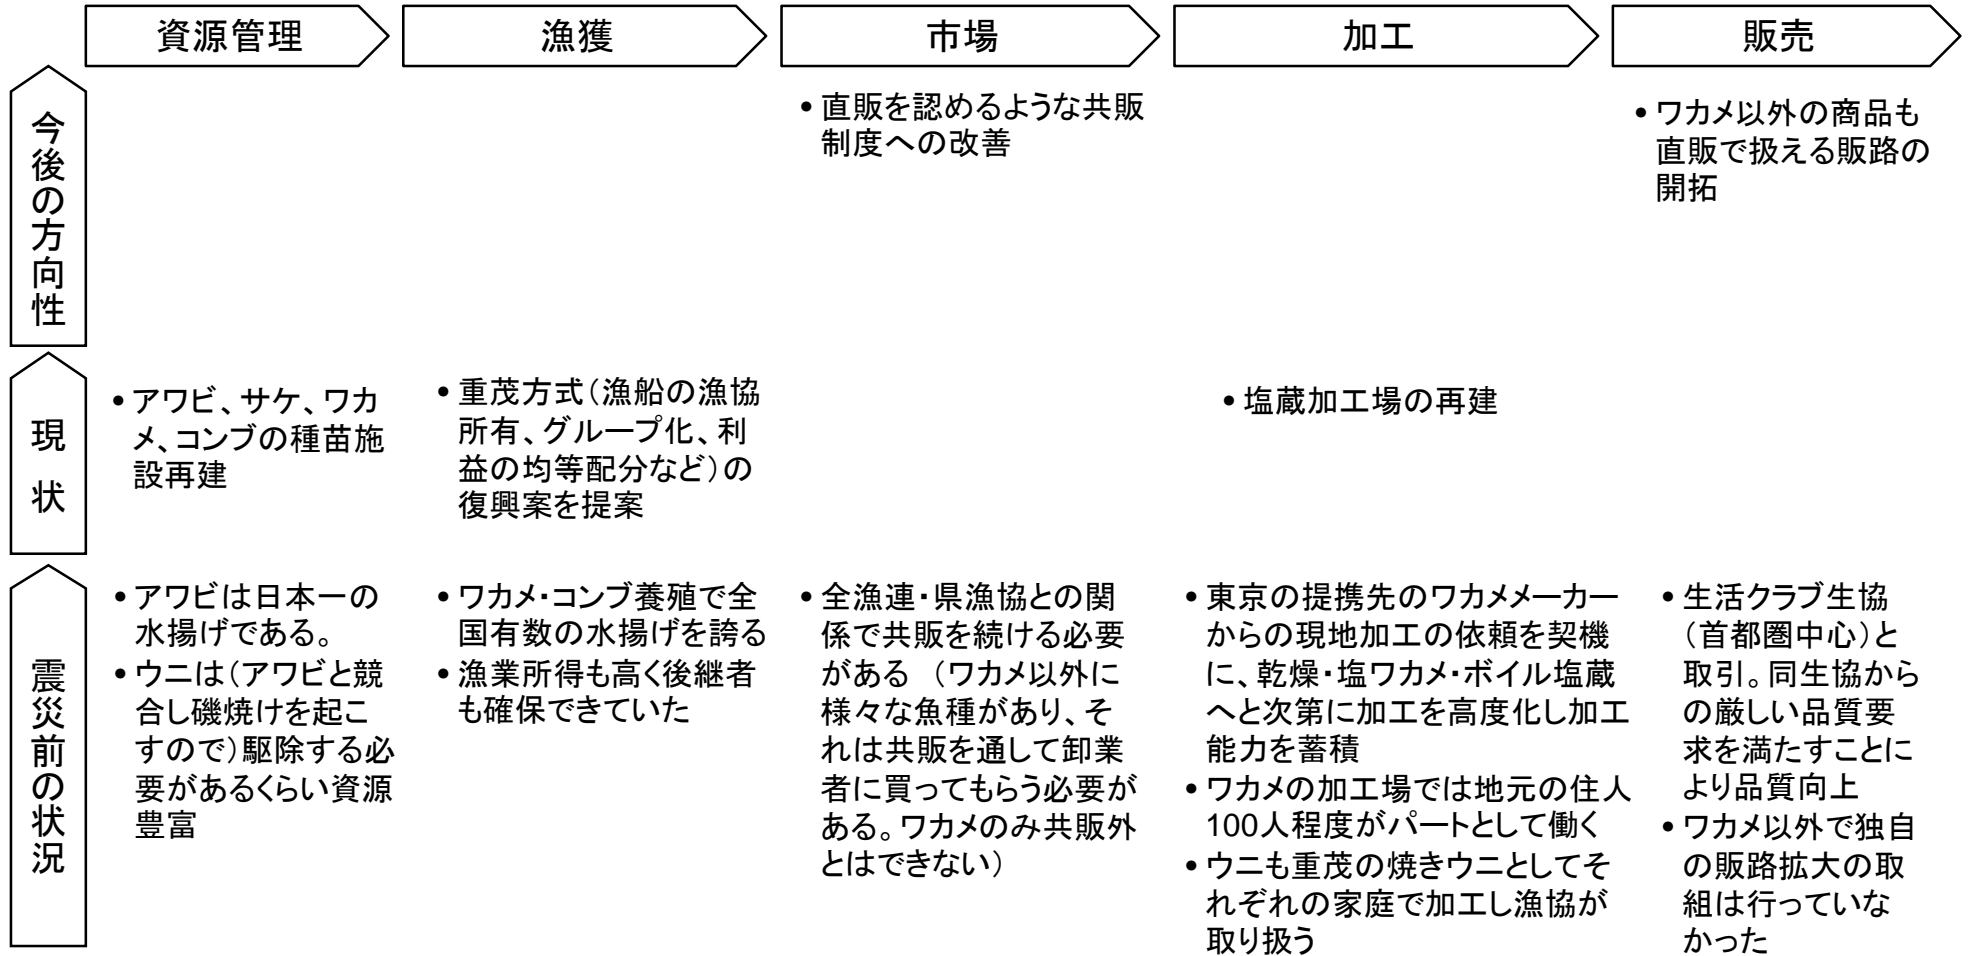 資源管理
漁獲
市場
加工
販売
今後の方向性
• 直販を認めるような共販
制度への改善
• ワカメ以外の商品も
直販で扱える販路の
開拓
現状
• アワビ、サケ、ワカ
メ、コンブの種苗施
設再建
• 重茂方式（漁船の漁協
所有、グループ化、利
益の均等配分など）の
復興案を提案
• 塩蔵加工場の再建
震災前の状況
• アワビは日本一の
水揚げである。
• ウニは（アワビと競
合し磯焼けを起こ
すので）駆除する必
要があるくらい資源
豊富
• ワカメ・コンブ養殖で全
国有数の水揚げを誇る
• 漁業所得も高く後継者
も確保できていた
• 全漁連・県漁協との関
係で共販を続ける必要
がある　（ワカメ以外に
様々な魚種があり、そ
れは共販を通して卸業
者に買ってもらう必要が
ある。ワカメのみ共販外
とはできない）
• 東京の提携先のワカメメーカー
からの現地加工の依頼を契機
に、乾燥・塩ワカメ・ボイル塩蔵
へと次第に加工を高度化し加工
能力を蓄積
• ワカメの加工場では地元の住人
100人程度がパートとして働く
• ウニも重茂の焼きウニとしてそ
れぞれの家庭で加工し漁協が
取り扱う
• 生活クラブ生協
（首都圏中心）と
取引。同生協から
の厳しい品質要
求を満たすことに
より品質向上
• ワカメ以外で独自
の販路拡大の取
組は行っていな
かった